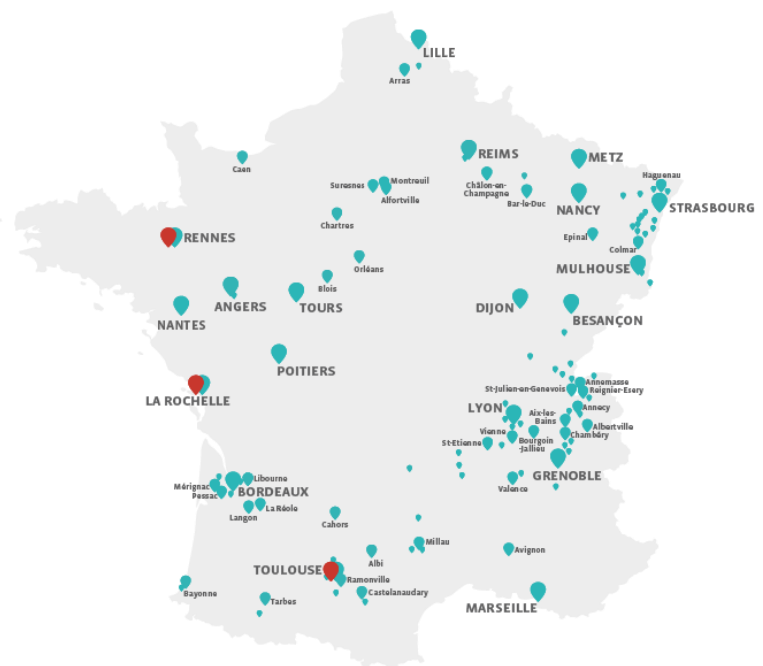 LILLE
Arras
REIMS
METZ
Caen
Haguenau
Suresnes
Montreuil
Châlon-en-
Champagne
Alfortville
Bar-le-Duc
NANCY
STRASBOURG
Chartres
RENNES
Epinal
Colmar
Orléans
MULHOUSE
Blois
ANGERS
TOURS
DIJON
NANTES
BESANÇON
POITIERS
Annemasse
St-Julien-en-Genevois
Reignier-Esery
LA ROCHELLE
LYON
Annecy
Aix-les-
Bains
Albertville
Vienne
Chambéry
Bourgoin
-Jallieu
St-Etienne
GRENOBLE
Libourne
Mérignac
Valence
BORDEAUX
Pessac
La Réole
Langon
Cahors
Millau
Avignon
Albi
TOULOUSE
Ramonville
Bayonne
Castelanaudary
Tarbes
MARSEILLE